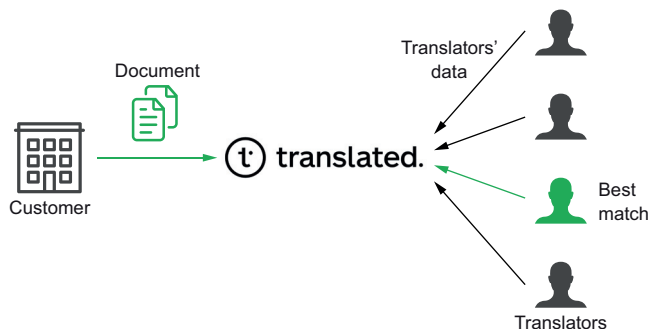 Document
Customer
t translated.
Translators'
data
Best
match
Translators